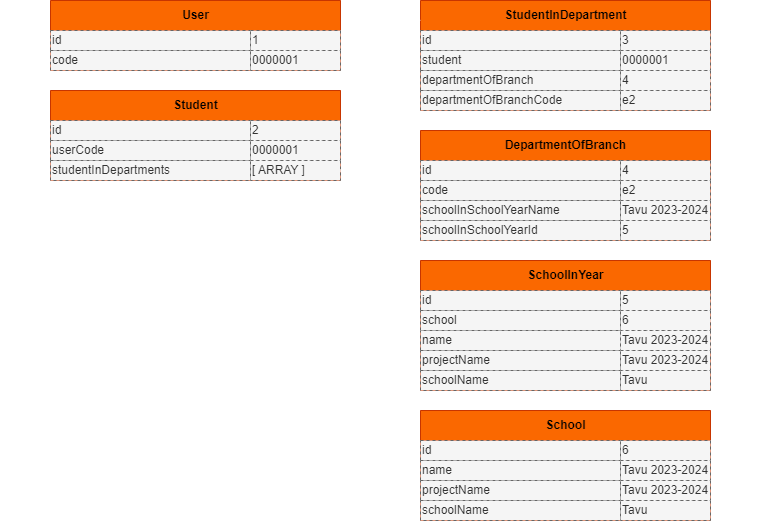 User
id 1
code 0000001
Student
id 2
userCode 0000001
studentInDepartments [ ARRAY ]
StudentInDepartment
id 3
student 0000001
departmentOfBranch 4
departmentOfBranchCode e2
DepartmentOfBranch
id 4
code e2
schoolInSchoolYearName Tavu 2023-2024
schoolInSchoolYearId 5
SchoolInYear
id 5
school 6
name Tavu 2023-2024
projectName Tavu 2023-2024
schoolName Tavu
School
id 6
name Tavu 2023-2024
projectName Tavu 2023-2024
schoolName Tavu